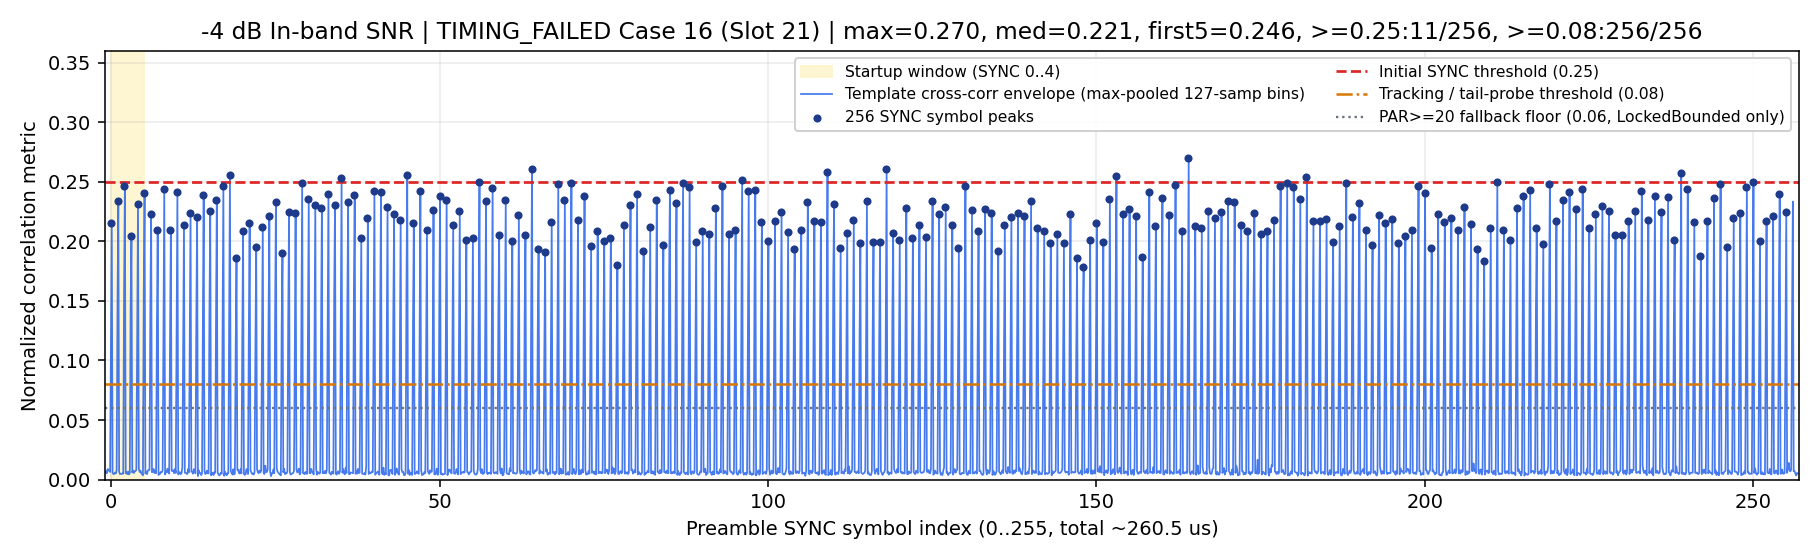 -4 dB In-band SNR | TIMING_FAILED Case 16 (Slot 21) | max=0.270, med=0.221, first5=0.246, >=0.25:11/256, >=0.08:256/256
Startup window (SYNC 0..4)
Template cross-corr envelope (max-pooled 127-samp bins)
256 SYNC symbol peaks
Initial SYNC threshold (0.25)
Tracking / tail-probe threshold (0.08)
PAR>=20 fallback floor (0.06, LockedBounded only)
Normalized correlation metric
0.35
0.30
0.25
0.20
0.15
0.10
0.05
0.00
0 50 100 150 200 250
Preamble SYNC symbol index (0..255, total ~260.5 us)